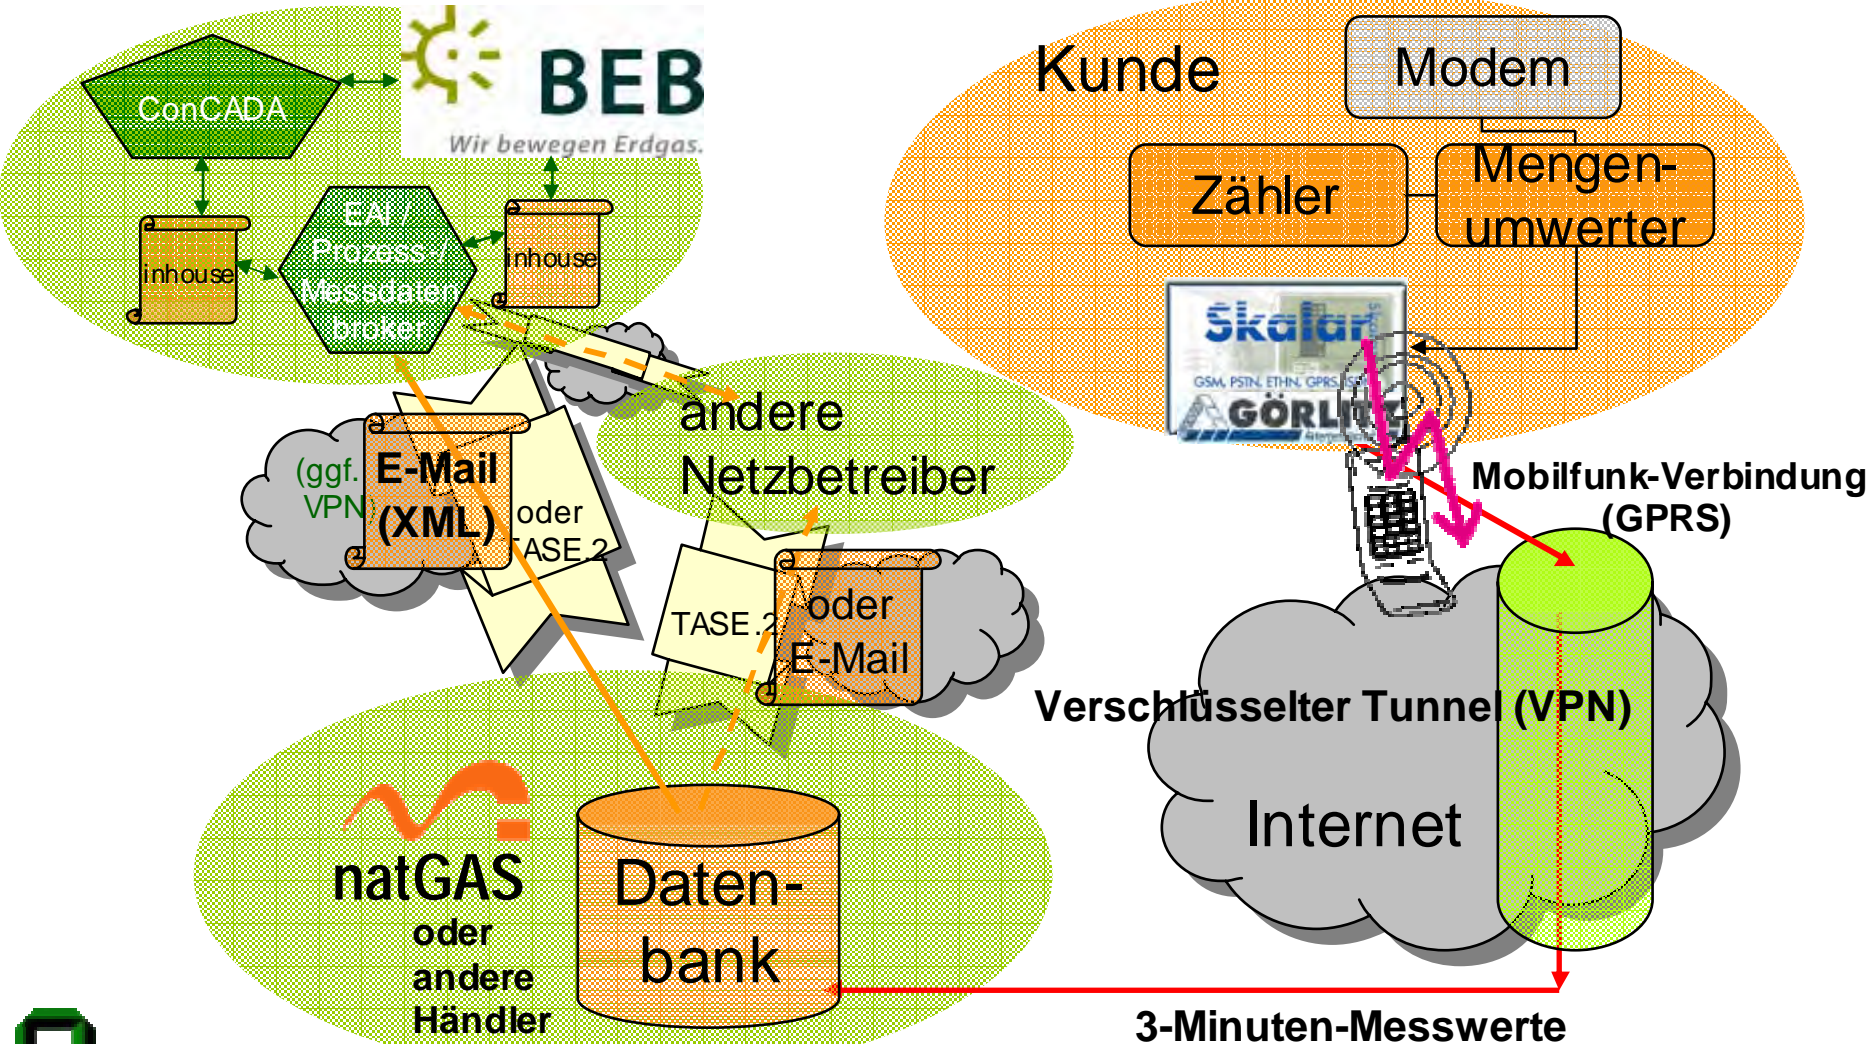 BEB
Wir bewegen Erdgas.
ConCADA
inhouse
EAI /
Prozess-/
Messdaten
broker
inhouse
Kunde
Modem
Zähler
Mengen-
umwerter
Skalar
GSM, PSTN, ETHN, GPRS,
GÖRLITZ
andere
Netzbetreiber
(ggf.
VPN)
E-Mail
(XML)
oder
TASE.2
TASE.2
oder
E-Mail
Mobilfunk-Verbindung
(GPRS)
Verschlüsselter Tunnel (VPN)
Internet
natGAS
oder
andere
Händler
Daten-
bank
3-Minuten-Messwerte